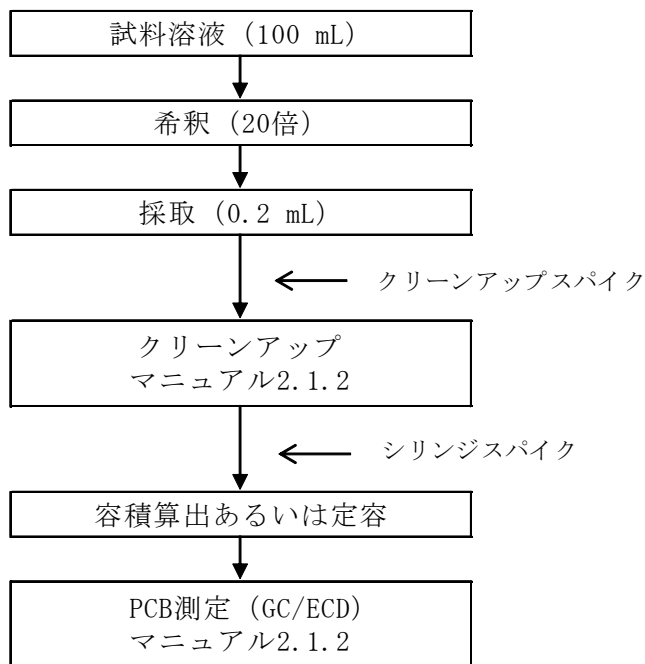 試料溶液 (100 mL)
希釈 (20倍)
採取 (0.2 mL)
クリーンアップスパイク
クリーンアップ
マニュアル2.1.2
シリンジスパイク
容積算出あるいは定容
PCB測定 (GC/ECD)
マニュアル2.1.2